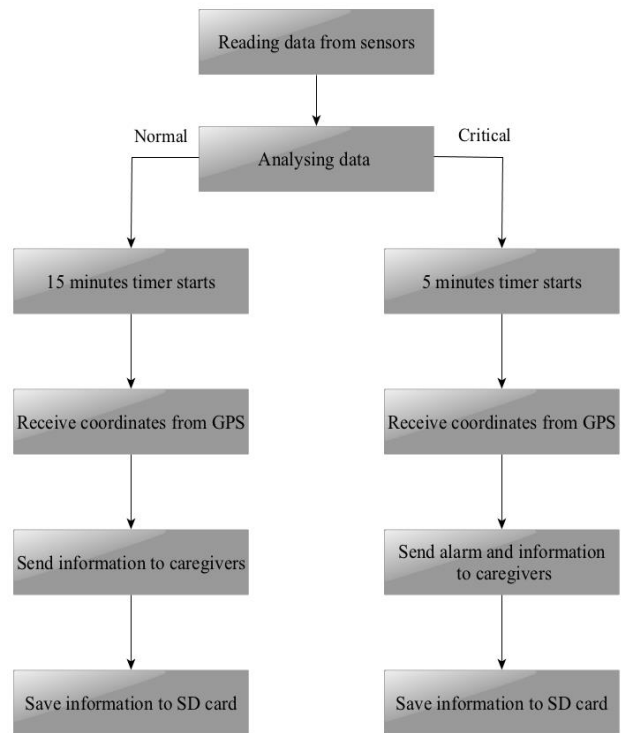 Reading data from sensors
Normal
Critical
Analysing data
15 minutes timer starts
5 minutes timer starts
Receive coordinates from GPS
Receive coordinates from GPS
Send information to caregivers
Send alarm and information
to caregivers
Save information to SD card
Save information to SD card